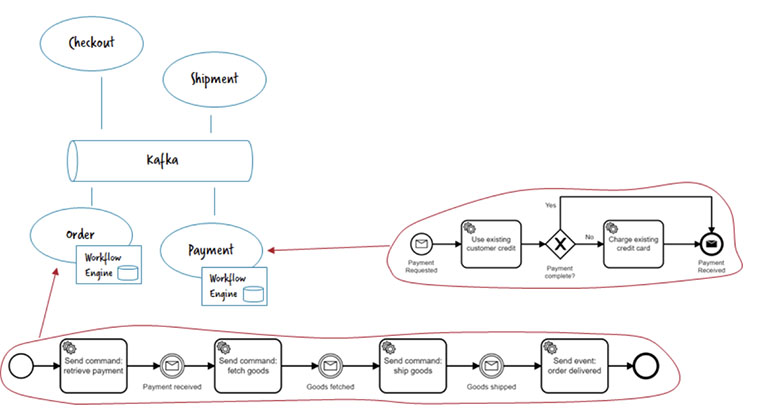 Checkout
Shipment
Kafka
Order
Workflow
Engine
Payment
Workflow
Engine
Yes
Use existing
customer credit
No
Charge existing
credit card
Payment
Requested
Payment
complete?
Payment
Received
Send command:
retrieve payment
Payment received
Send command:
fetch goods
Goods fetched
Send command:
ship goods
Goods shipped
Send event:
order delivered